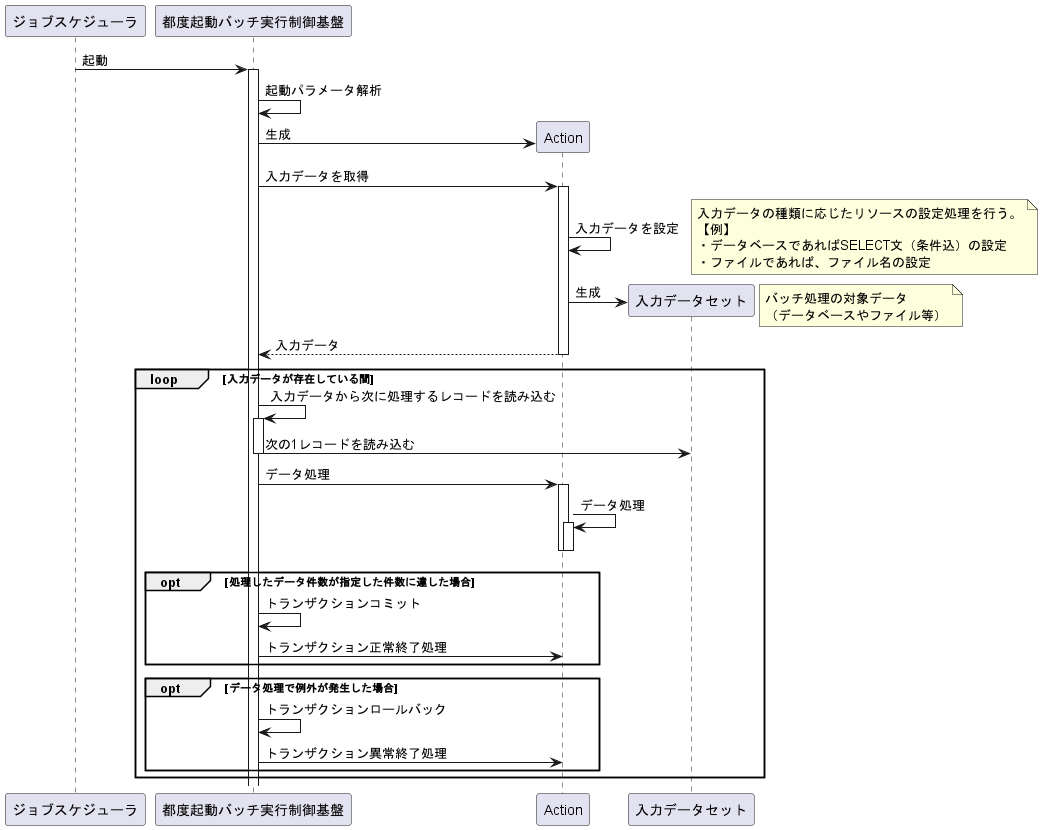 ジョブスケジューラ
都度起動バッチ実行制御基盤
起動
起動パラメータ解析
生成
Action
入力データを取得
入力データを設定
入力データの種類に応じたリソースの設定処理を行う。
【例】
・データベースであればSELECT文（条件込）の設定
・ファイルであれば、ファイル名の設定
生成
入力データセット
バッチ処理の対象データ
（データベースやファイル等）
入力データ
loop
[入力データが存在している間]
入力データから次に処理するレコードを読み込む
次の1レコードを読み込む
データ処理
データ処理
opt
[処理したデータ件数が指定した件数に達した場合]
トランザクションコミット
トランザクション正常終了処理
opt
[データ処理で例外が発生した場合]
トランザクションロールバック
トランザクション異常終了処理
ジョブスケジューラ
都度起動バッチ実行制御基盤
Action
入力データセット